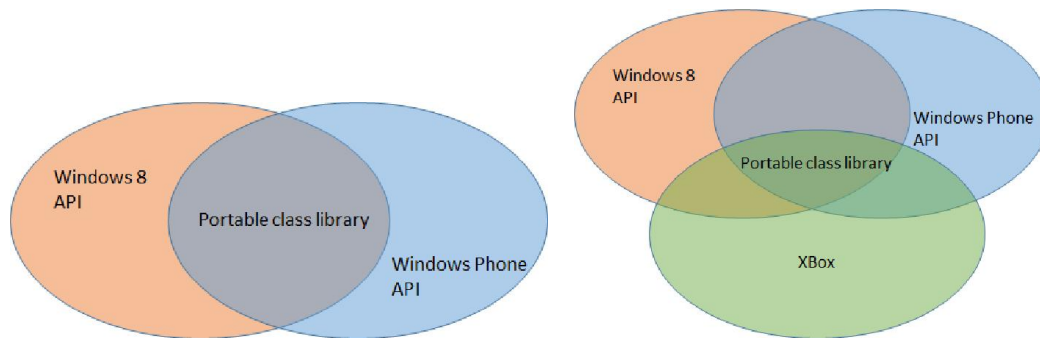 Windows 8
API
Portable class library
Windows Phone
API
Windows 8
API
Windows Phone
API
Portable class library
XBox